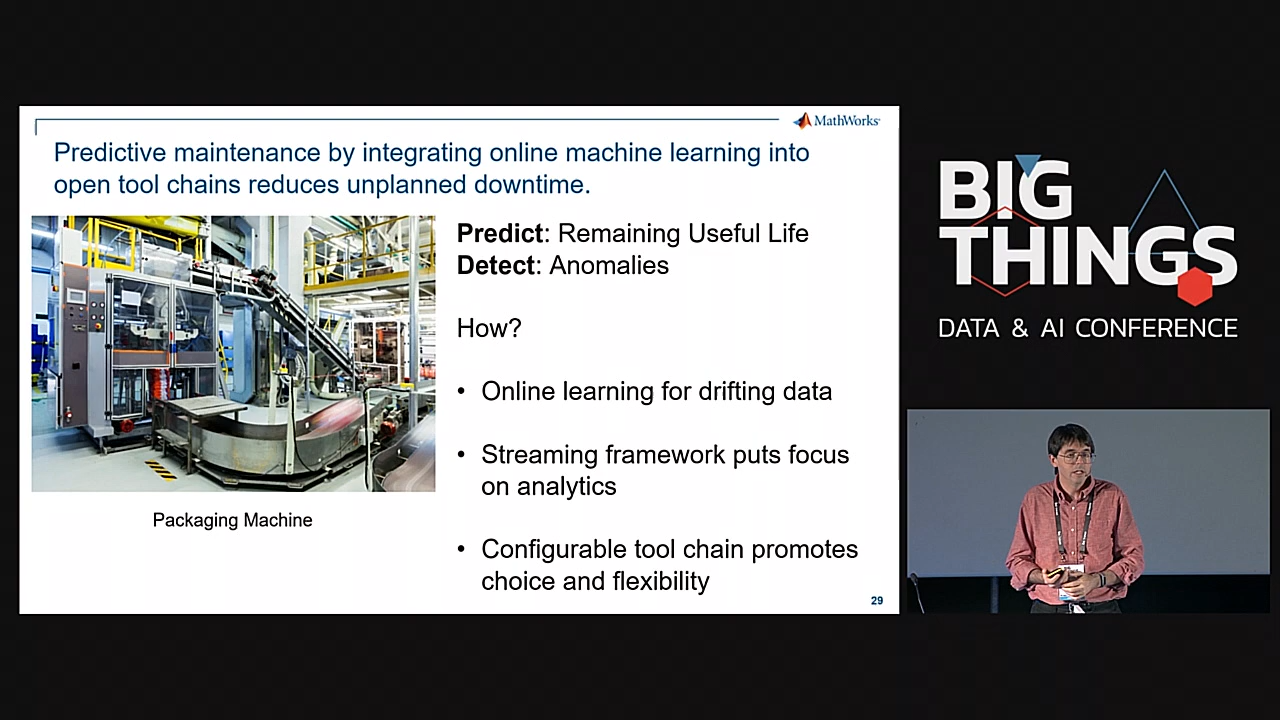 MathWorks®
Predictive maintenance by integrating online machine learning into
open tool chains reduces unplanned downtime.
Predict: Remaining Useful Life
Detect: Anomalies
How?
• Online learning for drifting data
• Streaming framework puts focus
on analytics
• Configurable tool chain promotes
choice and flexibility
Packaging Machine
29
BIG
THINGS
DATA & AI CONFERENCE